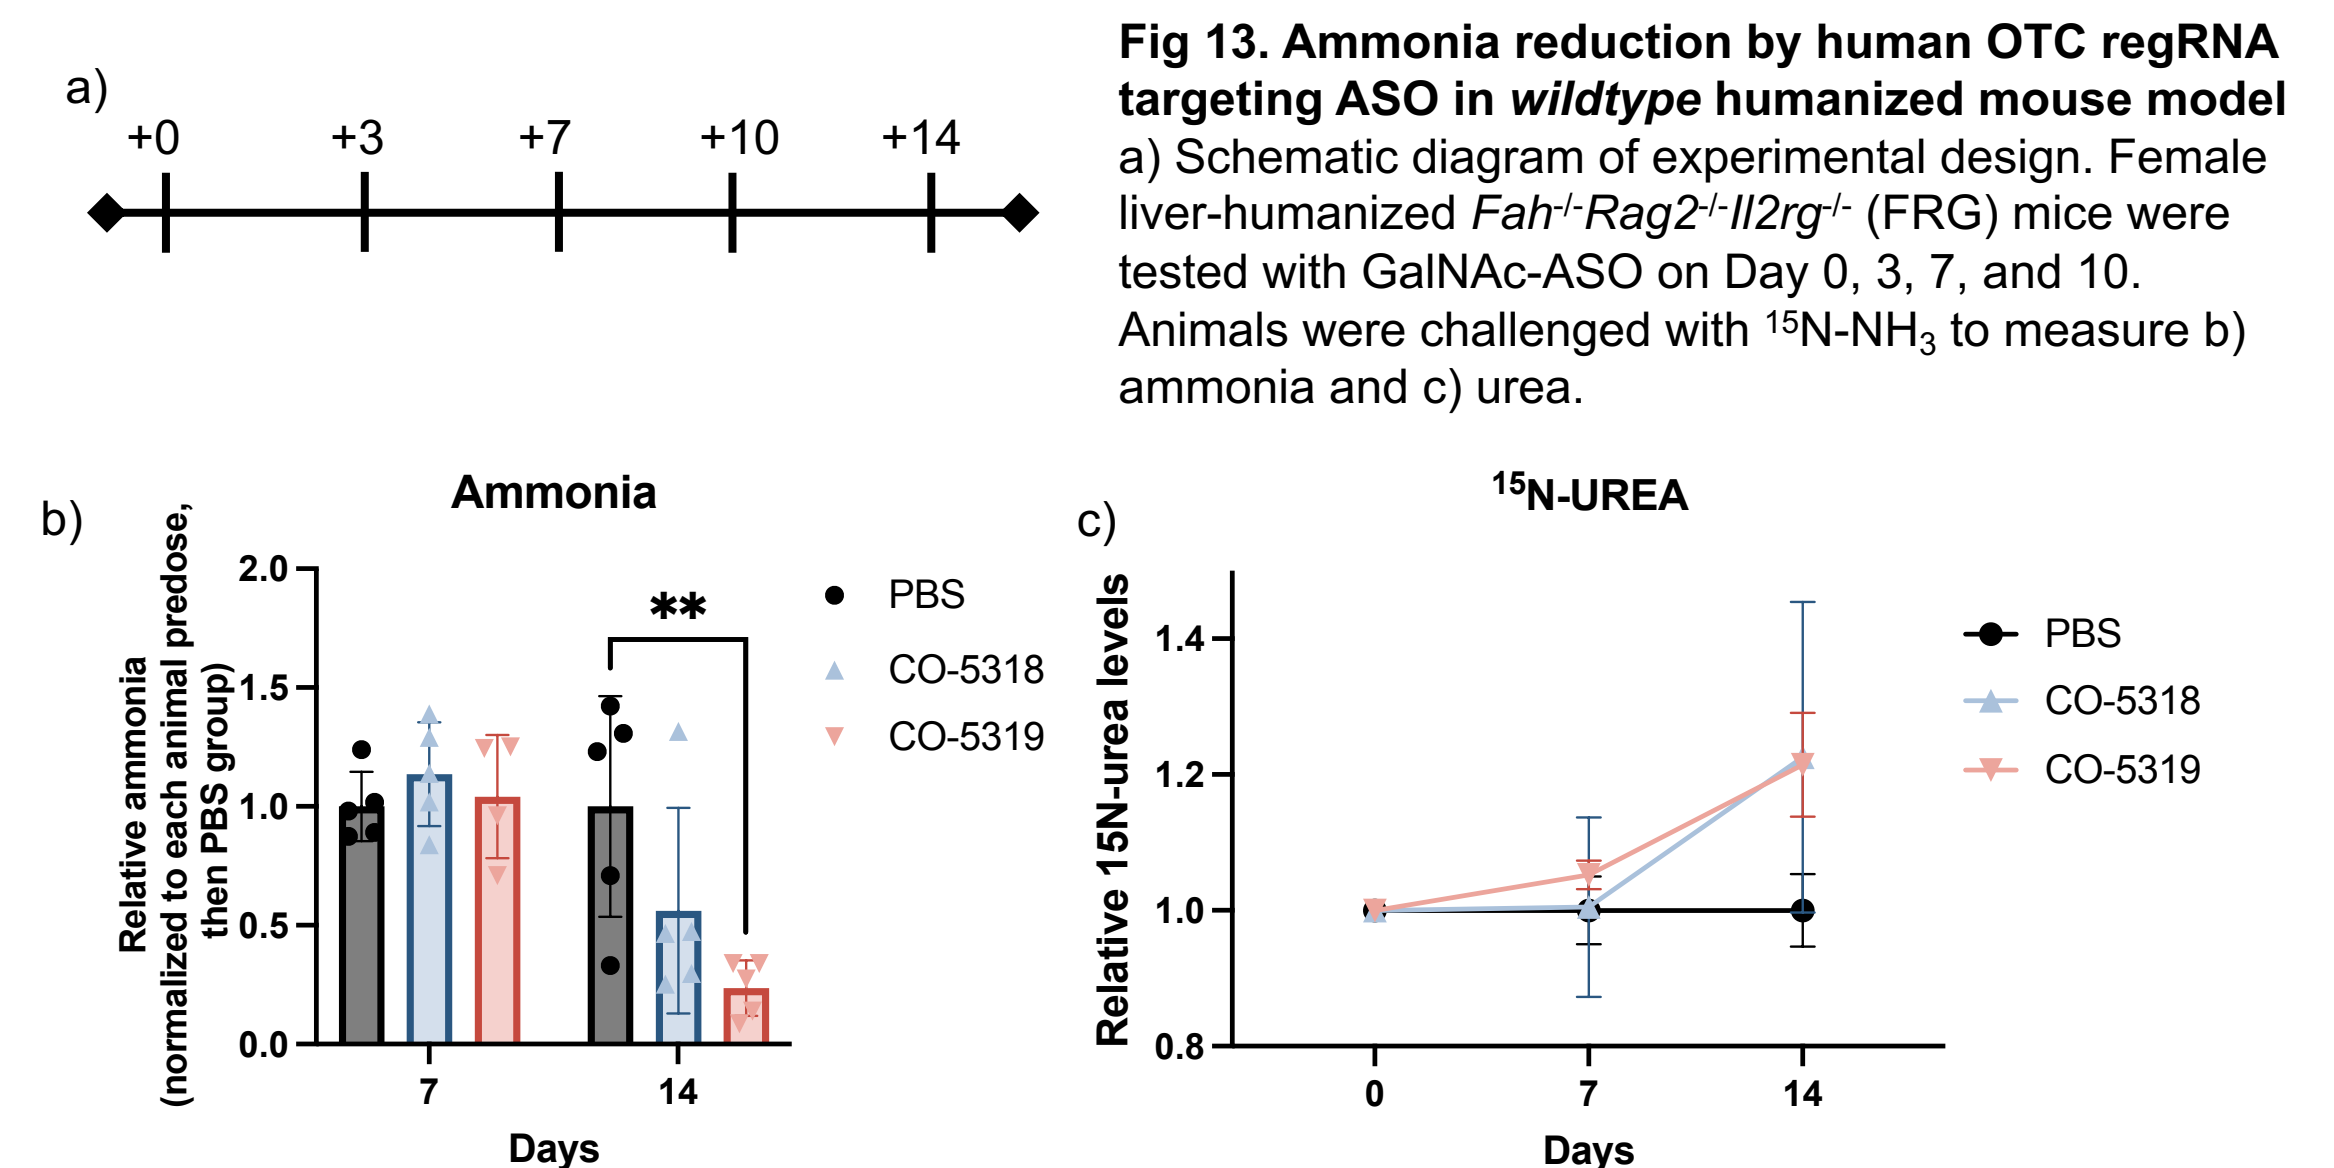 Fig 13. Ammonia reduction by human OTC regRNA
targeting ASO in wildtype humanized mouse model
a) Schematic diagram of experimental design. Female
liver-humanized Fah-/-Rag2-/-Il2rg-/- (FRG) mice were
tested with GalNAc-ASO on Day 0, 3, 7, and 10.
Animals were challenged with ¹⁵N-NH₃ to measure b)
ammonia and c) urea.
a)
+0 +3 +7 +10 +14
b)
Ammonia
Relative ammonia
(normalized to each animal predose,
then PBS group)
2.0
1.5
1.0
0.5
0.0
**
7 14
Days
PBS
CO-5318
CO-5319
c)
¹⁵N-UREA
Relative 15N-urea levels
1.4
1.2
1.0
0.8
0 7 14
Days
PBS
CO-5318
CO-5319